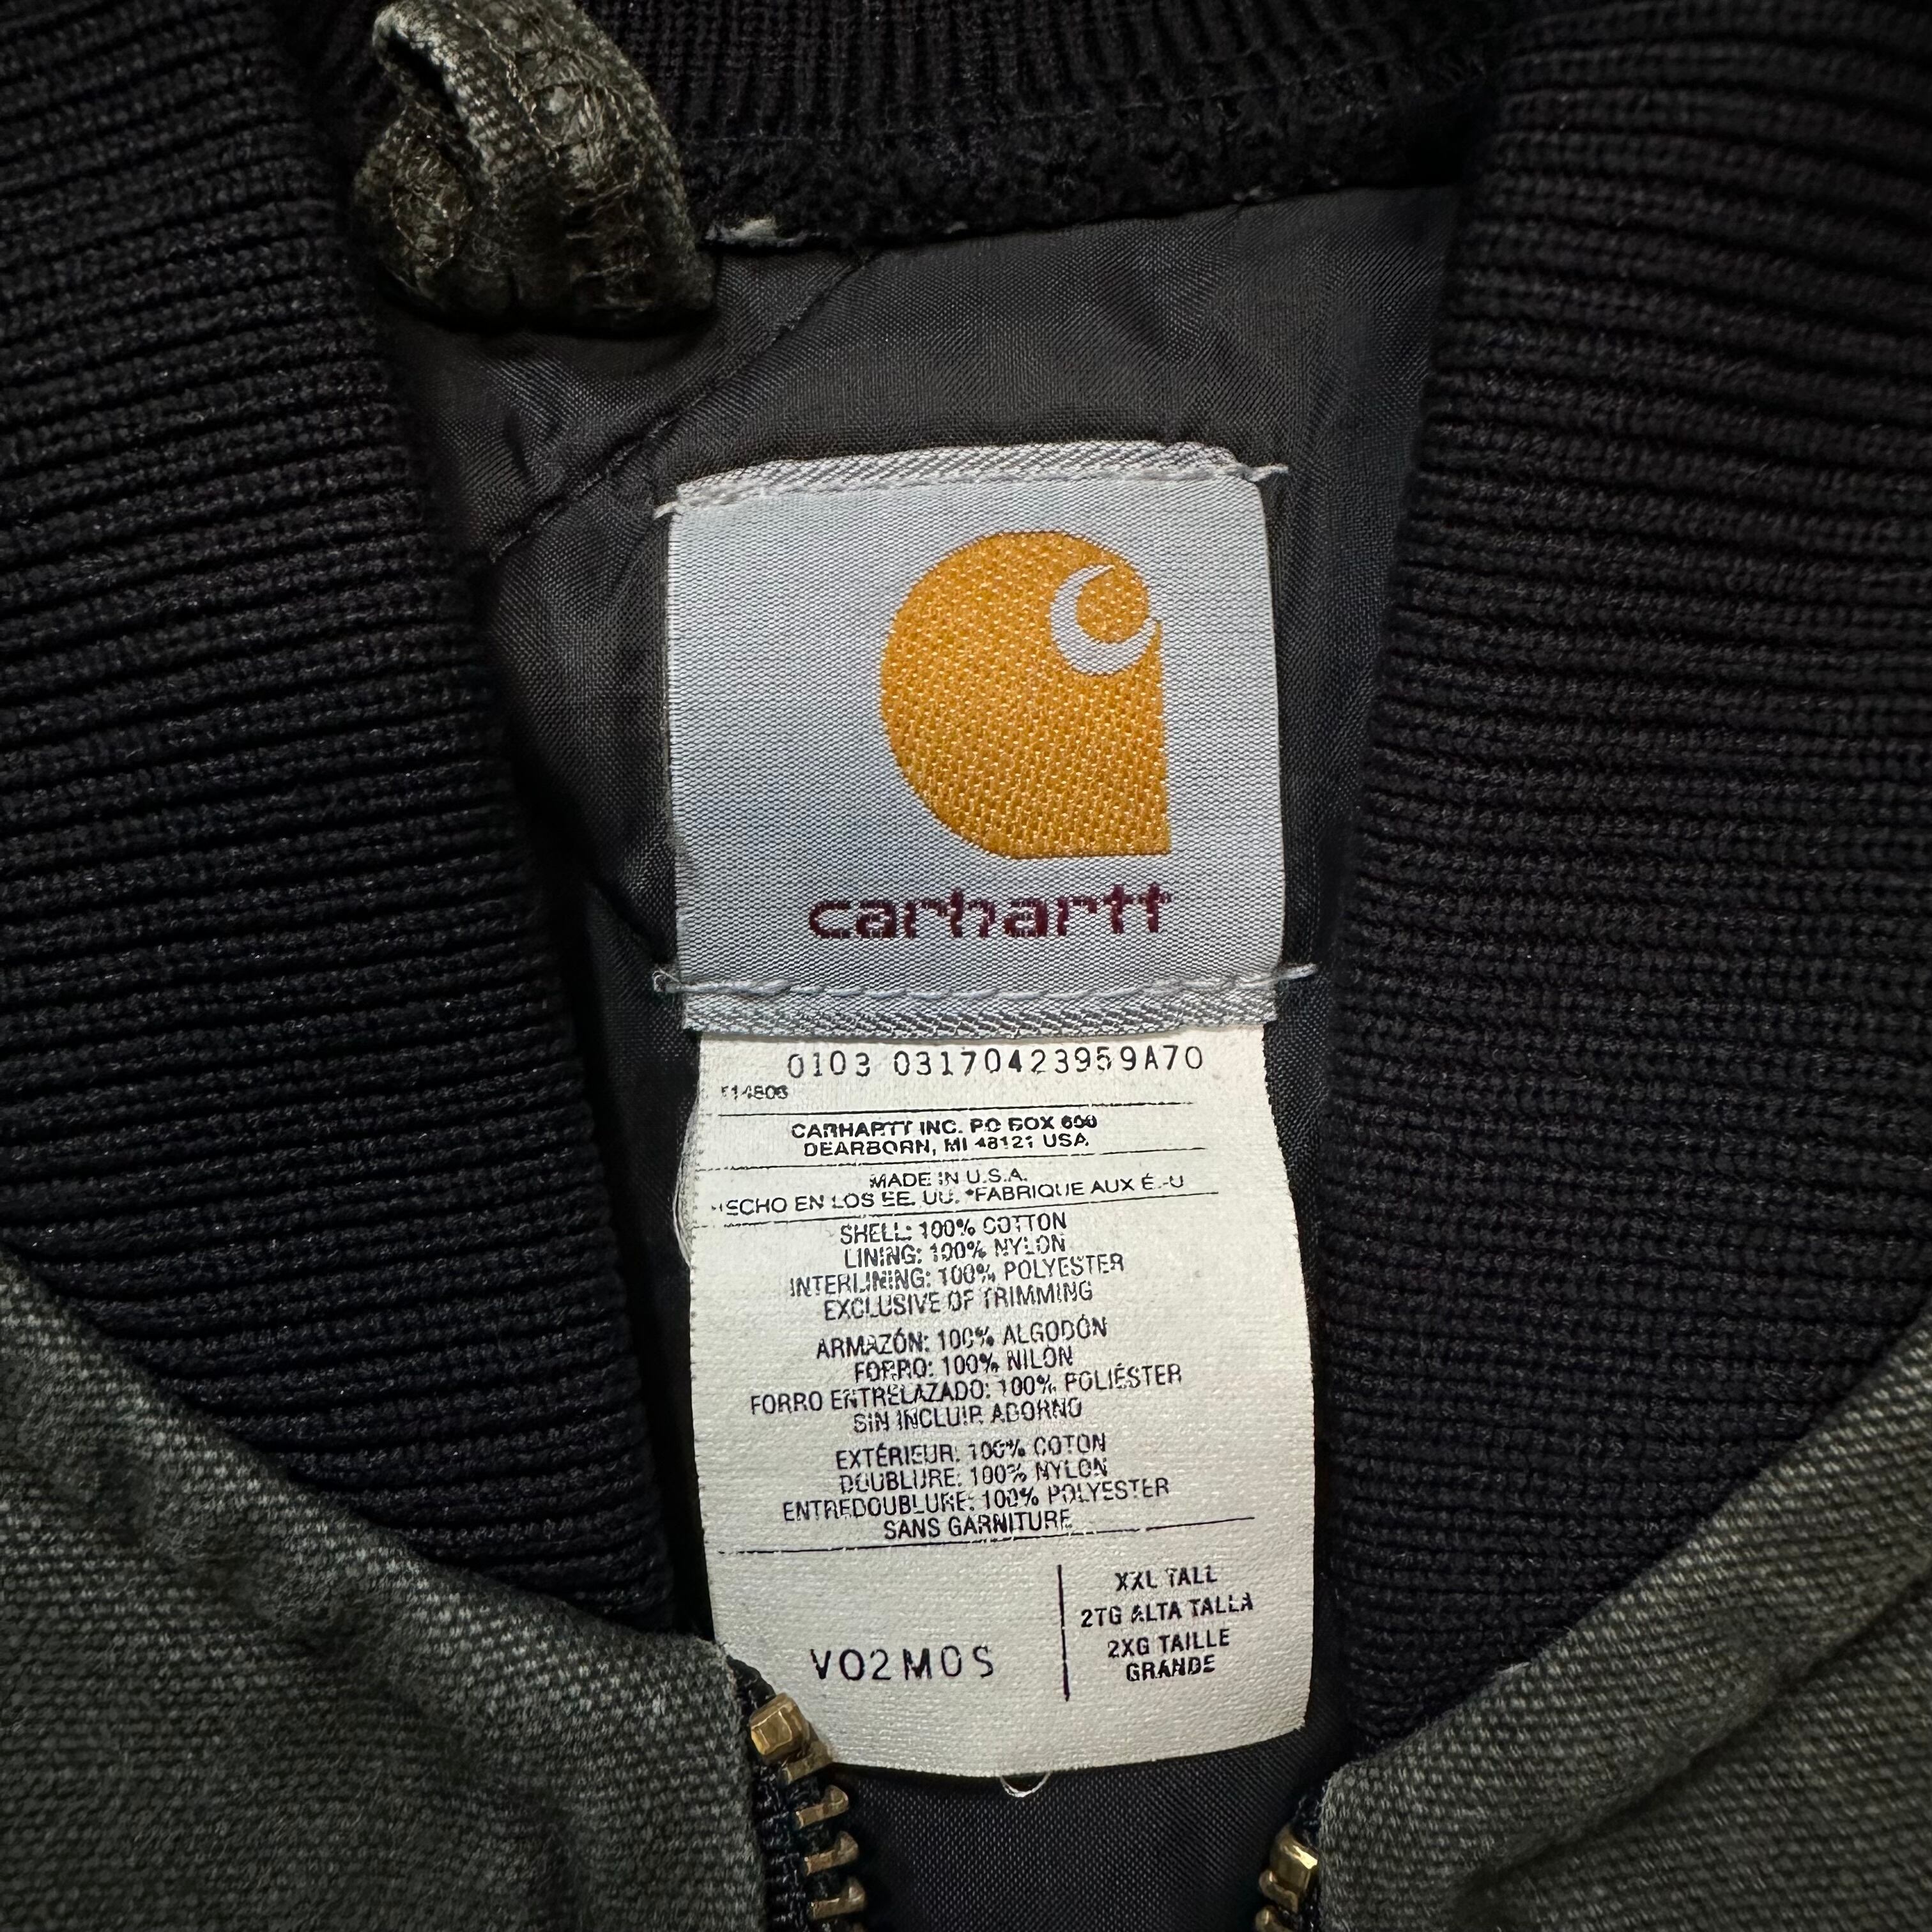 carhartt
0103 03170423959A70
14806
CARHARTT INC. PO BOX 600
DEARBORN, MI 48121 USA
MADE IN U.S.A.
HECHO EN LOS EE. UU. *FABRIQUE AUX É.-U
SHELL: 100% COTTON
LINING: 100% NYLON
INTERLINING: 100% POLYESTER
EXCLUSIVE OF TRIMMING
ARMAZÓN: 100% ALGODÓN
FORRO: 100% NILON
FORRO ENTRELAZADO: 100% POLIÉSTER
SIN INCLUIR ADORNO
EXTÉRIEUR: 100% COTON
DOUBLURE: 100% NYLON
ENTREDOUBLURE: 100% POLYESTER
SANS GARNITURE
V02MOS
XXL TALL
2TG ALTA TALLA
2XG TAILLE
GRANDE